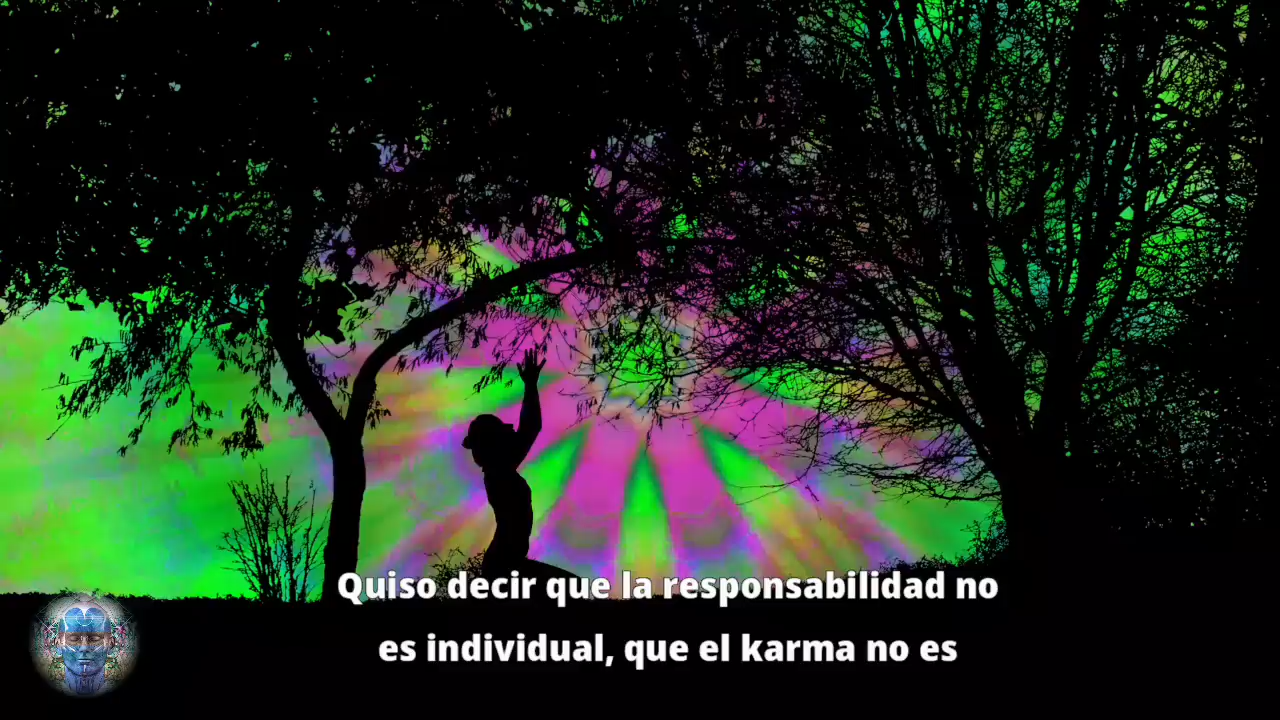 Quiso decir que la responsabilidad no
es individual, que el karma no es